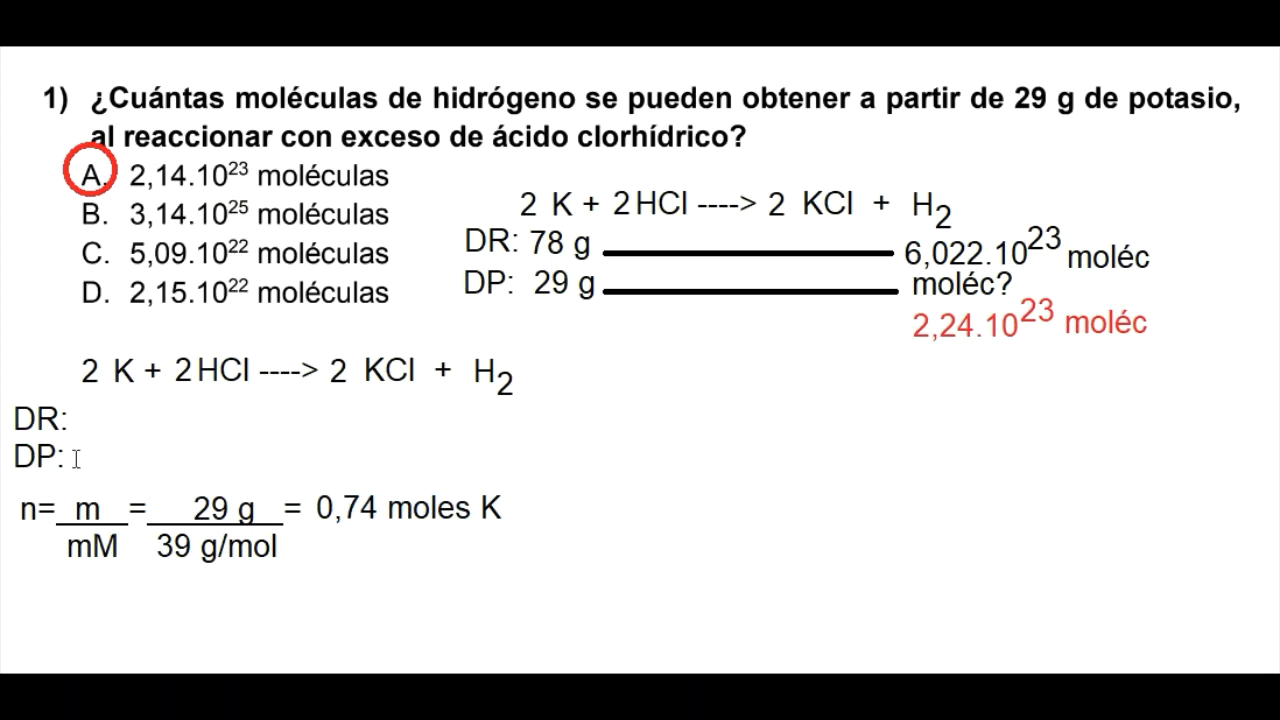 1) ¿Cuántas moléculas de hidrógeno se pueden obtener a partir de 29 g de potasio,
al reaccionar con exceso de ácido clorhídrico?
A. 2,14.10²³ moléculas
B. 3,14.10²⁵ moléculas
C. 5,09.10²² moléculas
D. 2,15.10²² moléculas
2 K + 2 HCl ----> 2 KCl + H₂
DR: 78 g 6,022.10²³ moléc
DP: 29 g moléc?
2,24.10²³ moléc
2 K + 2 HCl ----> 2 KCl + H₂
DR:
DP:
n= m = 29 g = 0,74 moles K
mM 39 g/mol